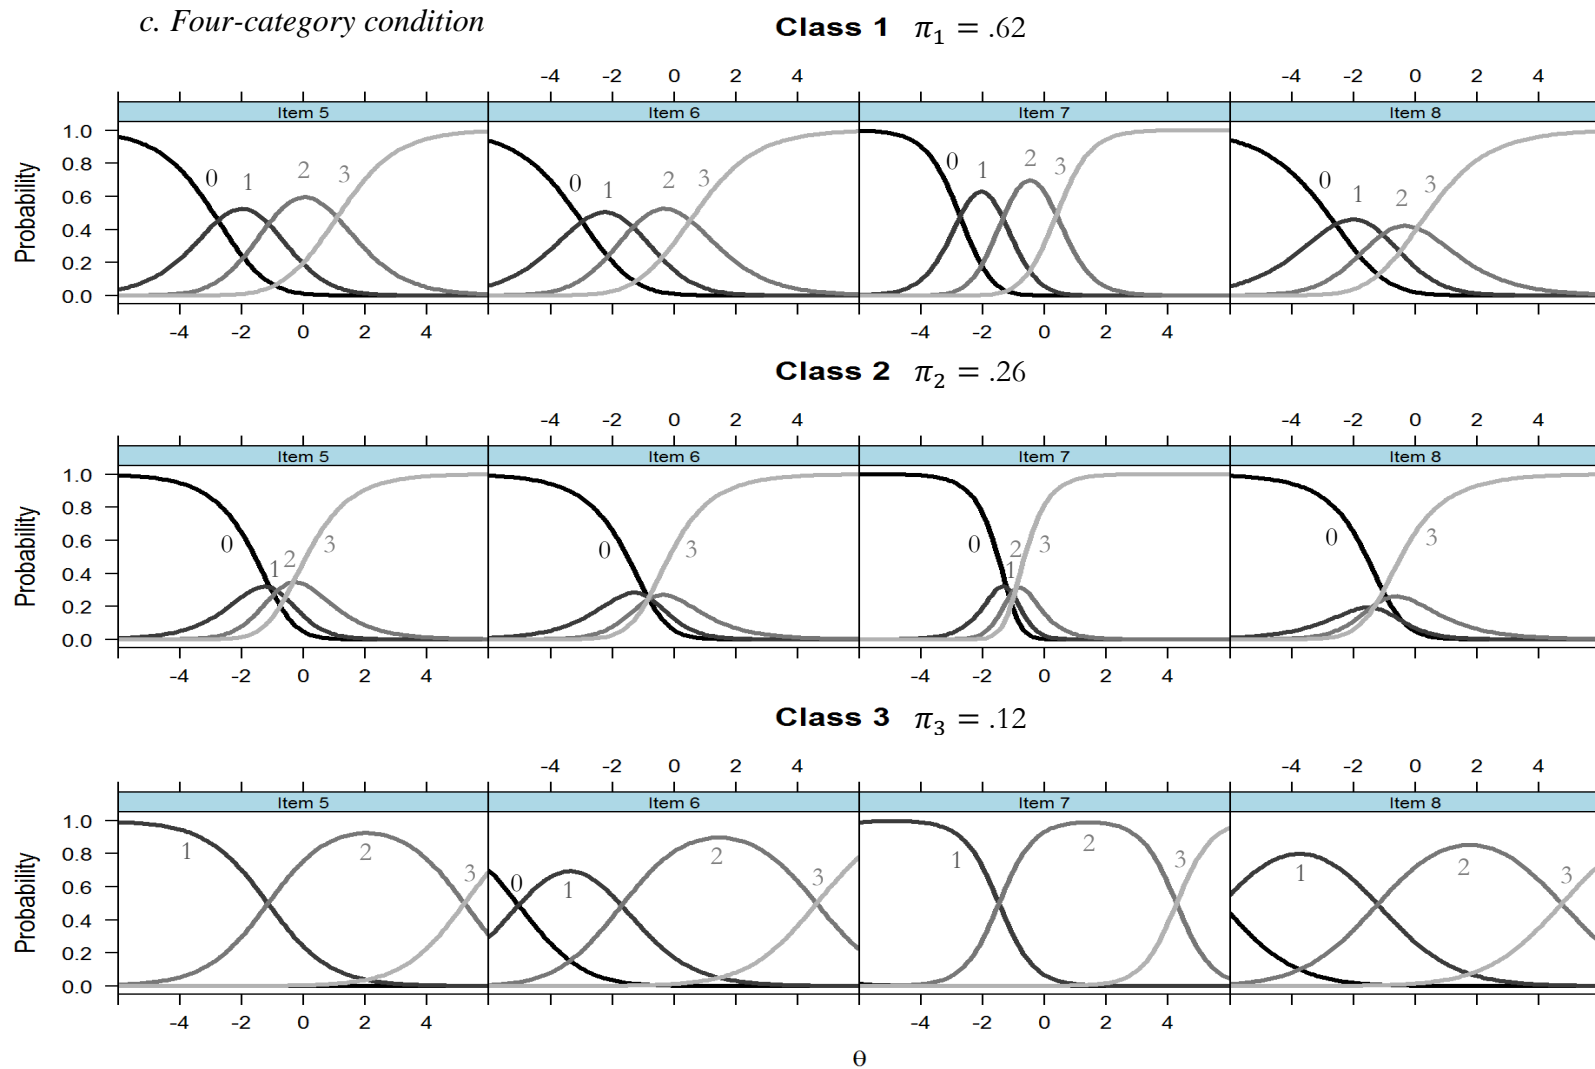 c. Four-category condition
Class 1 π₁ = .62
-4 -2 0 2 4 -4 -2 0 2 4
Item 5 Item 6 Item 7 Item 8
Probability
1.0
0.8
0.6
0.4
0.2
0.0
0 1 2 3 0 1 2 3 0 1 2 3 0 1 2 3
-4 -2 0 2 4 -4 -2 0 2 4
Class 2 π₂ = .26
-4 -2 0 2 4 -4 -2 0 2 4
Item 5 Item 6 Item 7 Item 8
Probability
1.0
0.8
0.6
0.4
0.2
0.0
0 1 2 3 0 3 0 1 2 3 0 3
-4 -2 0 2 4 -4 -2 0 2 4
Class 3 π₃ = .12
-4 -2 0 2 4 -4 -2 0 2 4
Item 5 Item 6 Item 7 Item 8
Probability
1.0
0.8
0.6
0.4
0.2
0.0
1 2 3 0 1 2 3 1 2 3 1 2 3
-4 -2 0 2 4 -4 -2 0 2 4
θ